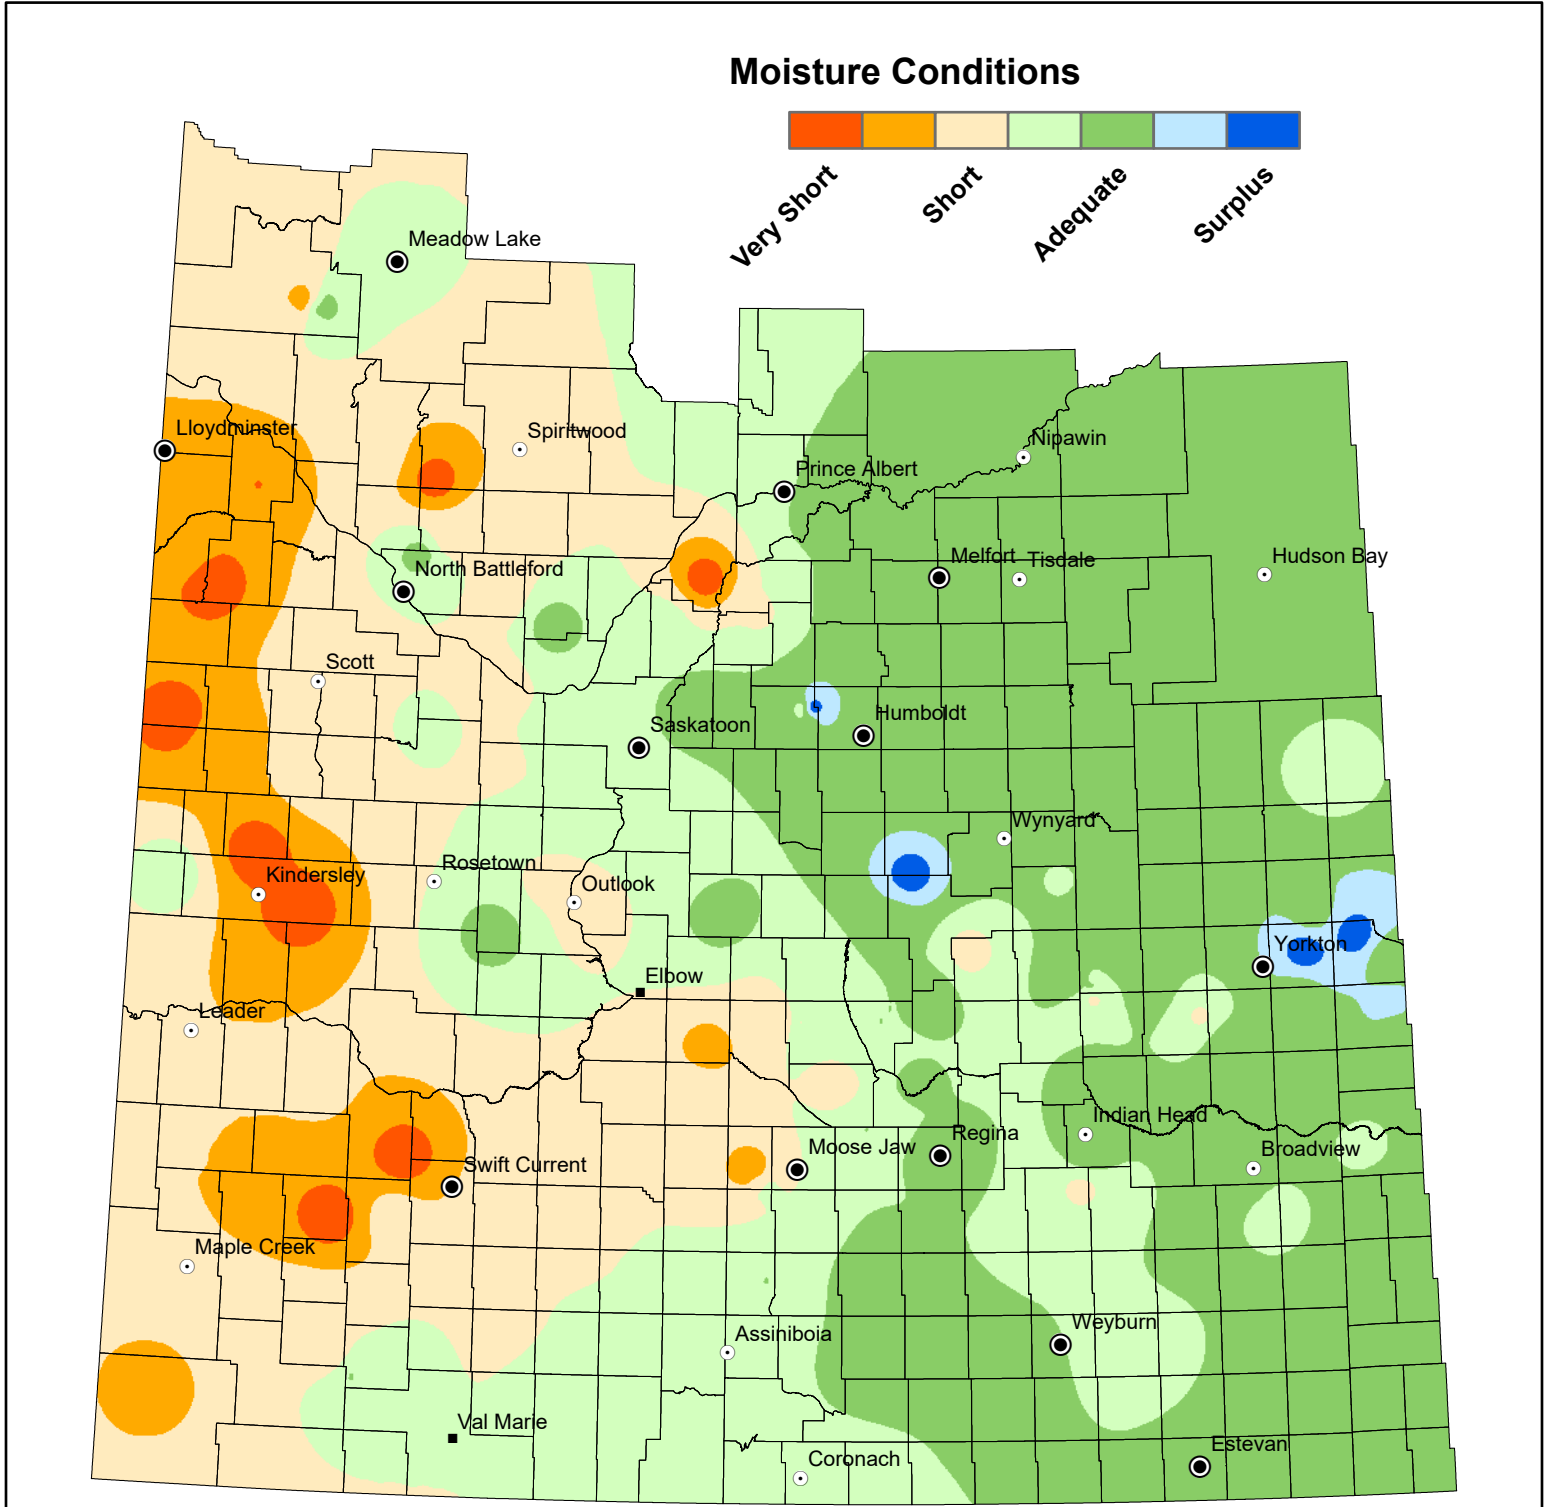 Moisture Conditions
Very Short
Short
Adequate
Surplus
Meadow Lake
Lloydminster
Spiritwood
Nipawin
Prince Albert
North Battleford
Melfort
Tisdale
Hudson Bay
Scott
Saskatoon
Humboldt
Wynyard
Rosetown
Kindersley
Outlook
Yorkton
Elbow
Leader
Indian Head
Regina
Moose Jaw
Broadview
Swift Current
Maple Creek
Weyburn
Assiniboia
Val Marie
Estevan
Coronach